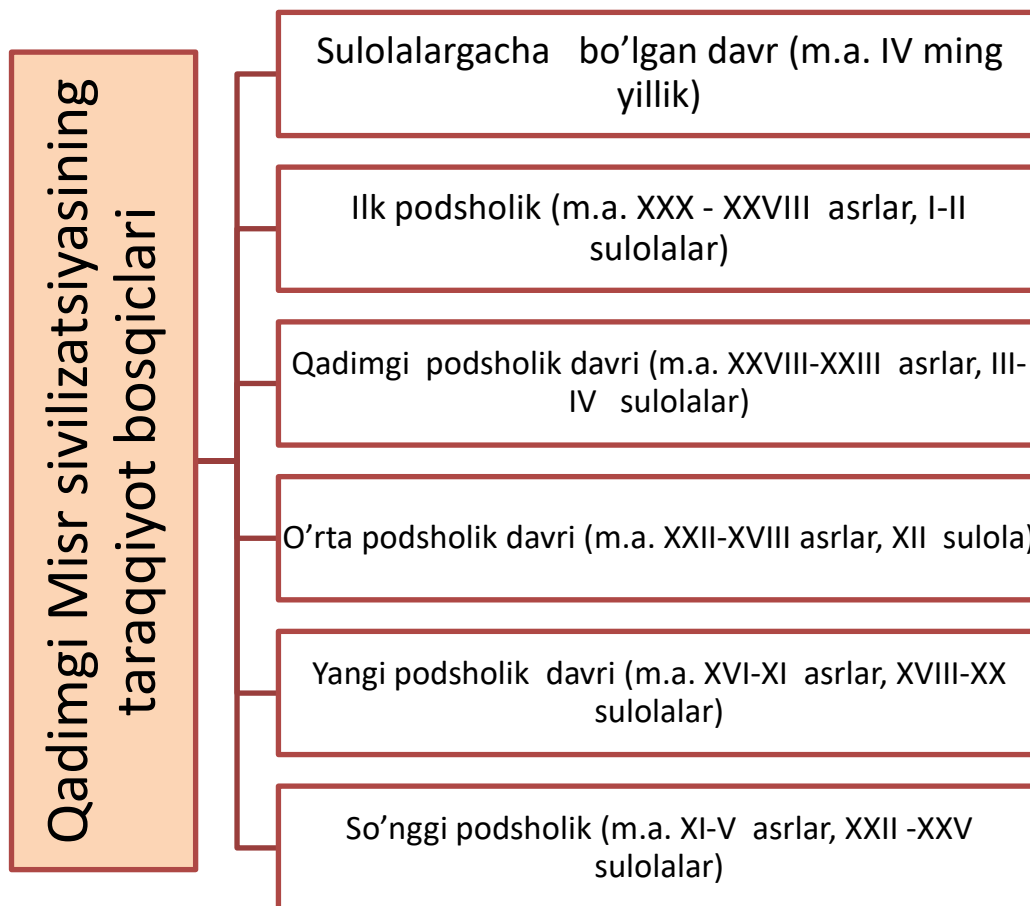 Qadimgi Misr sivilizatsiyasining
taraqqiyot bosqiclari
Sulolalargacha bo’lgan davr (m.a. IV ming
yillik)
Ilk podsholik (m.a. XXX - XXVIII asrlar, I-II
sulolalar)
Qadimgi podsholik davri (m.a. XXVIII-XXIII asrlar, III-
IV sulolalar)
O’rta podsholik davri (m.a. XXII-XVIII asrlar, XII sulola)
Yangi podsholik davri (m.a. XVI-XI asrlar, XVIII-XX
sulolalar)
So’nggi podsholik (m.a. XI-V asrlar, XXII -XXV
sulolalar)